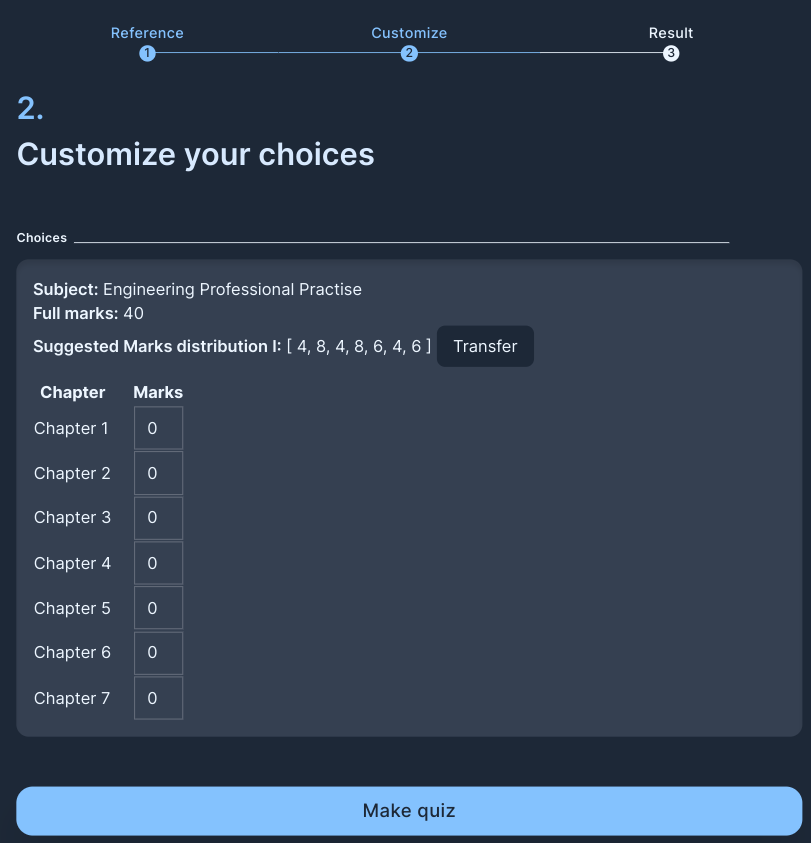 Reference Customize Result
1 2 3
2.
Customize your choices
Choices
Subject: Engineering Professional Practise
Full marks: 40
Suggested Marks distribution I: [ 4, 8, 4, 8, 6, 4, 6 ] Transfer
Chapter Marks
Chapter 1 0
Chapter 2 0
Chapter 3 0
Chapter 4 0
Chapter 5 0
Chapter 6 0
Chapter 7 0
Make quiz